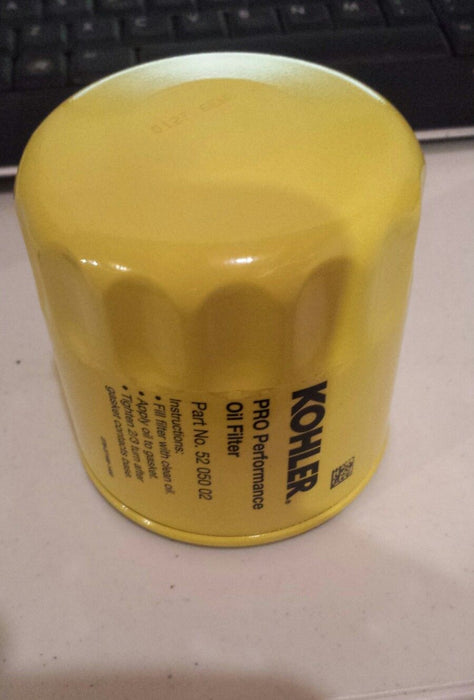 KOHLER.
PRO Performance
Oil Filter
Part No. 52 050 02
Instructions:
• Fill filter with clean oil.
• Apply oil to gasket.
• Tighten 2/3 turn after
gasket contacts base.